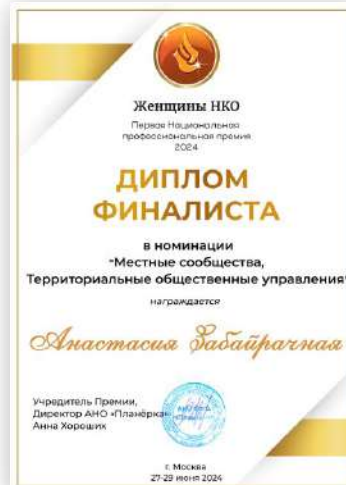 Женщины НКО
Первая Национальная
профессиональная премия
2024
ДИПЛОМ
ФИНАЛИСТА
в номинации
"Местные сообщества,
Территориальные общественные управления"
награждается
Анастасия Забайрачная
Учредитель Премии,
Директор АНО «Планёрка»
Анна Хороших
г. Москва
27-29 июня 2024